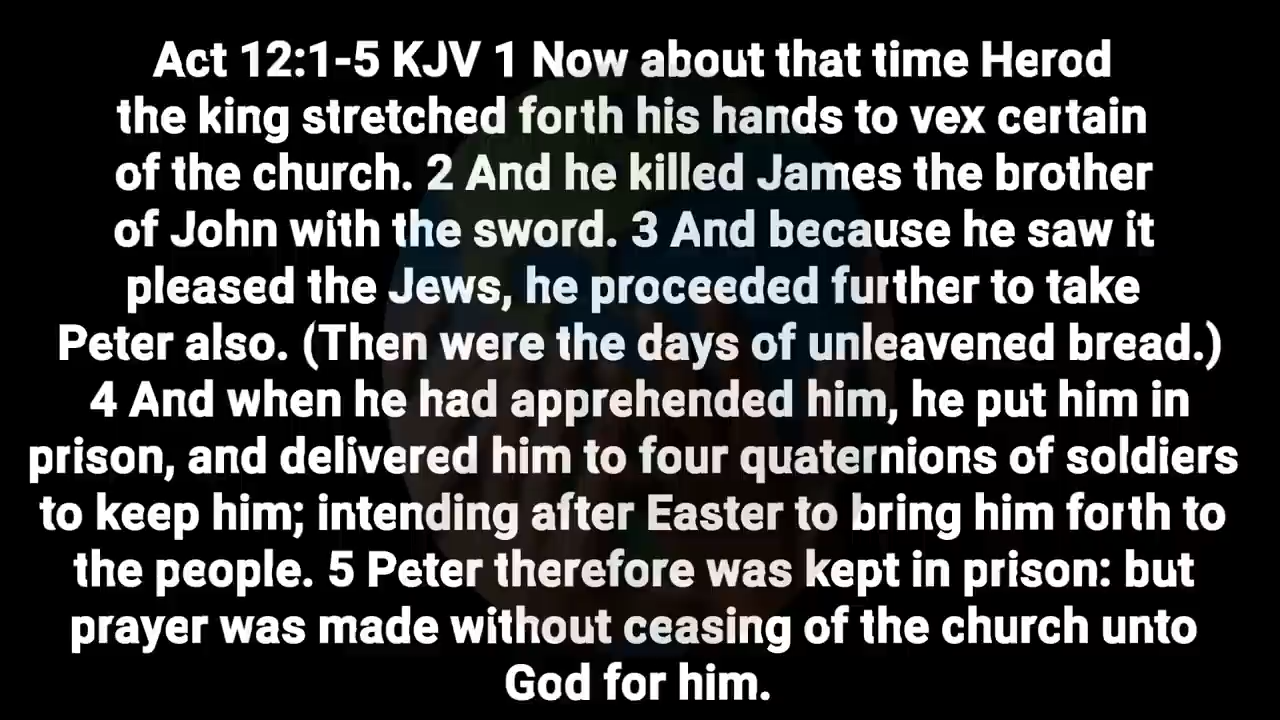 Act 12:1-5 KJV 1 Now about that time Herod
the king stretched forth his hands to vex certain
of the church. 2 And he killed James the brother
of John with the sword. 3 And because he saw it
pleased the Jews, he proceeded further to take
Peter also. (Then were the days of unleavened bread.)
4 And when he had apprehended him, he put him in
prison, and delivered him to four quaternions of soldiers
to keep him; intending after Easter to bring him forth to
the people. 5 Peter therefore was kept in prison: but
prayer was made without ceasing of the church unto
God for him.